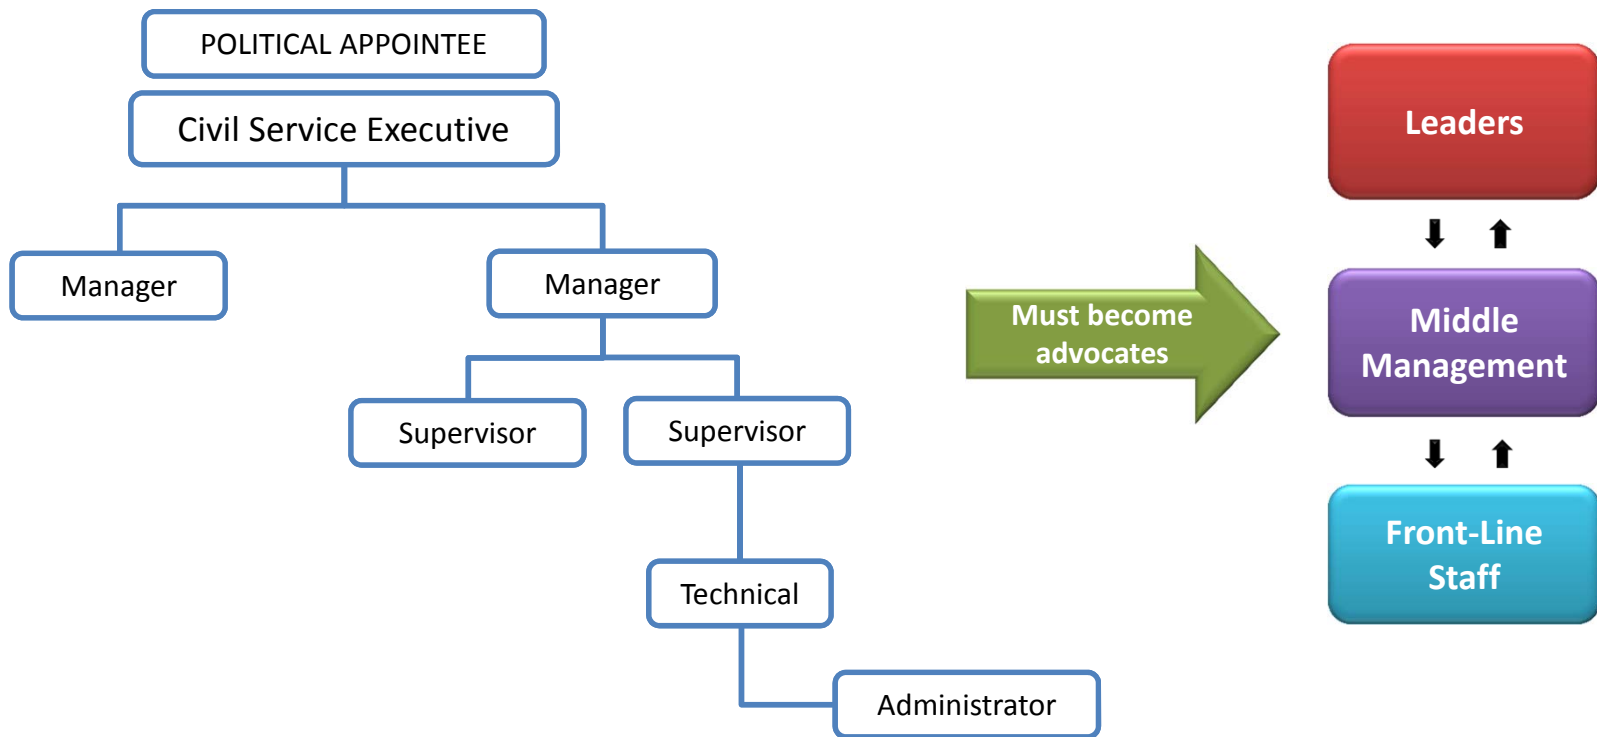 POLITICAL APPOINTEE
Civil Service Executive
Manager
Manager
Supervisor
Supervisor
Technical
Administrator
Must become
advocates
Leaders
Middle
Management
Front-Line
Staff